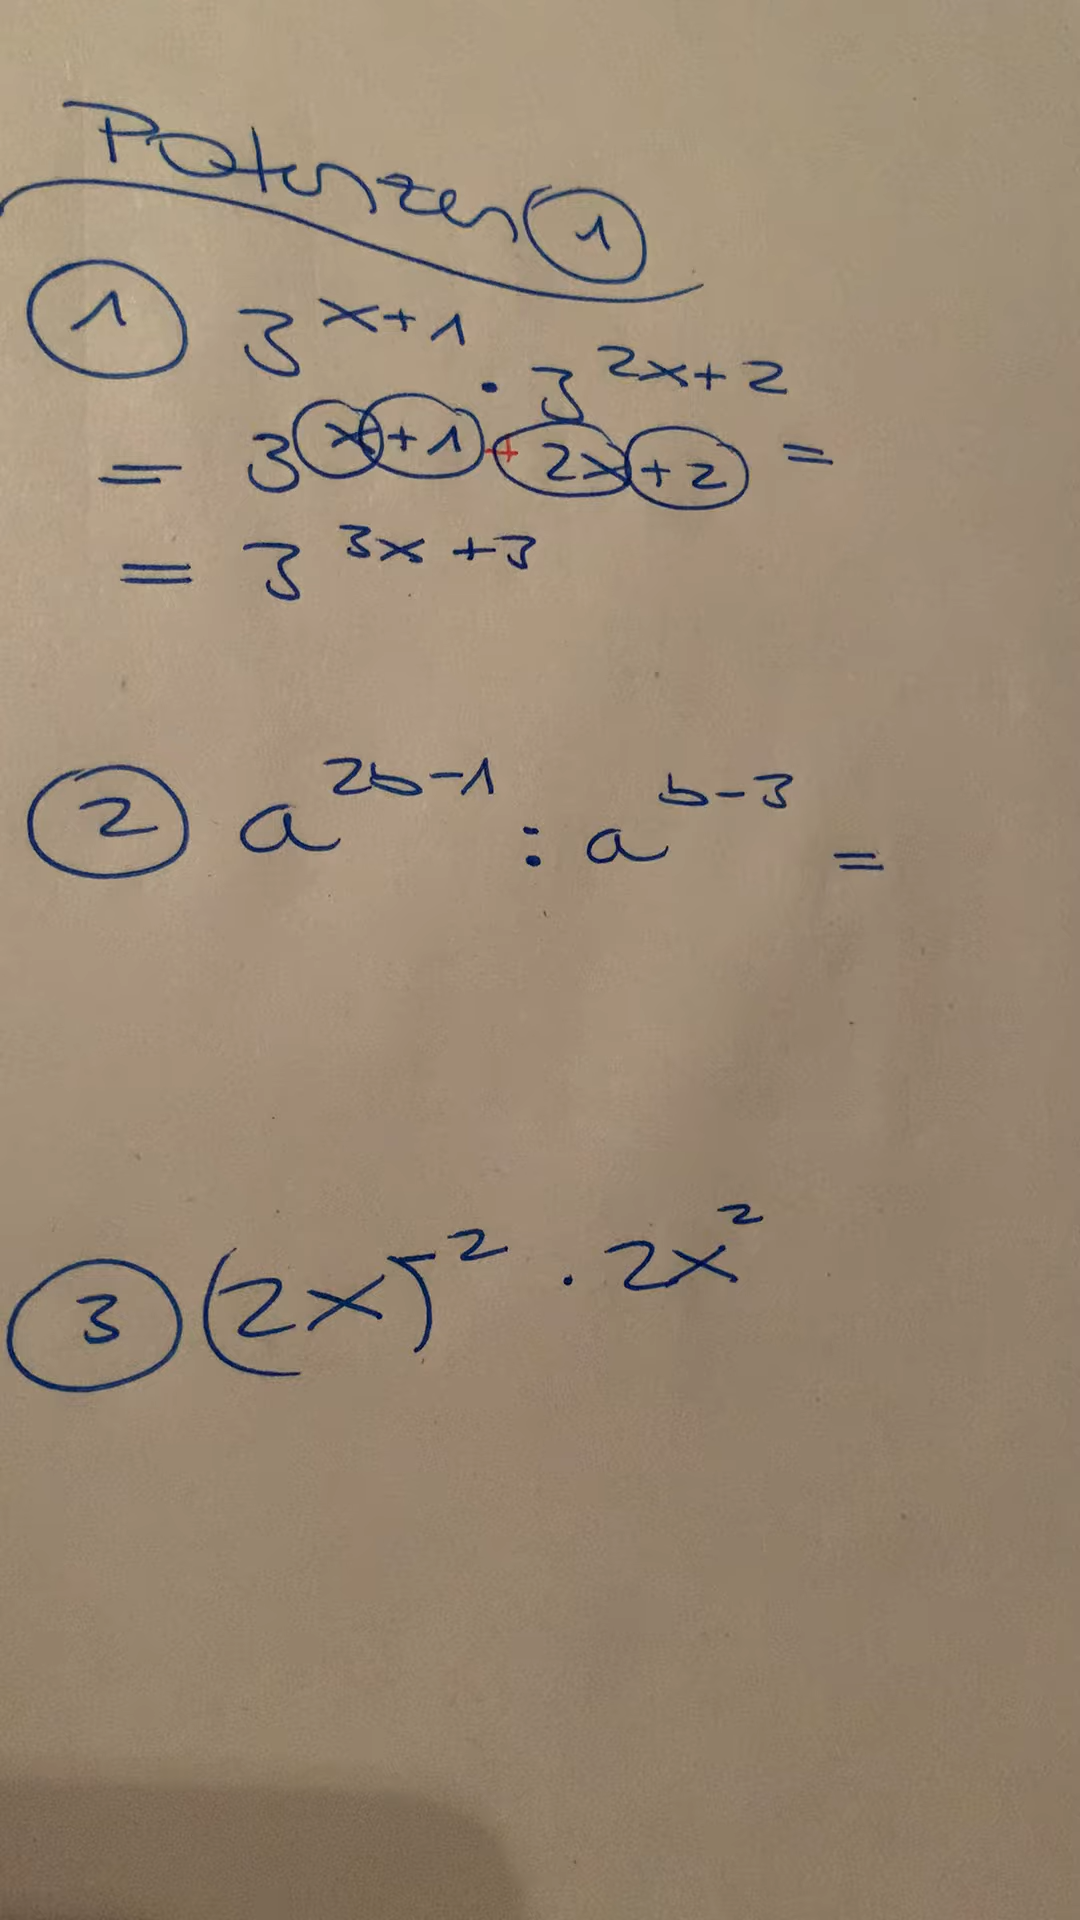 Potenzen 1
1 3^{x+1} · 3^{2x+2}
= 3^{x+1+2x+2} =
= 3^{3x+3}
2 a^{2b-1} : a^{b-3} =
3 (2x)^{-2} · 2x^2